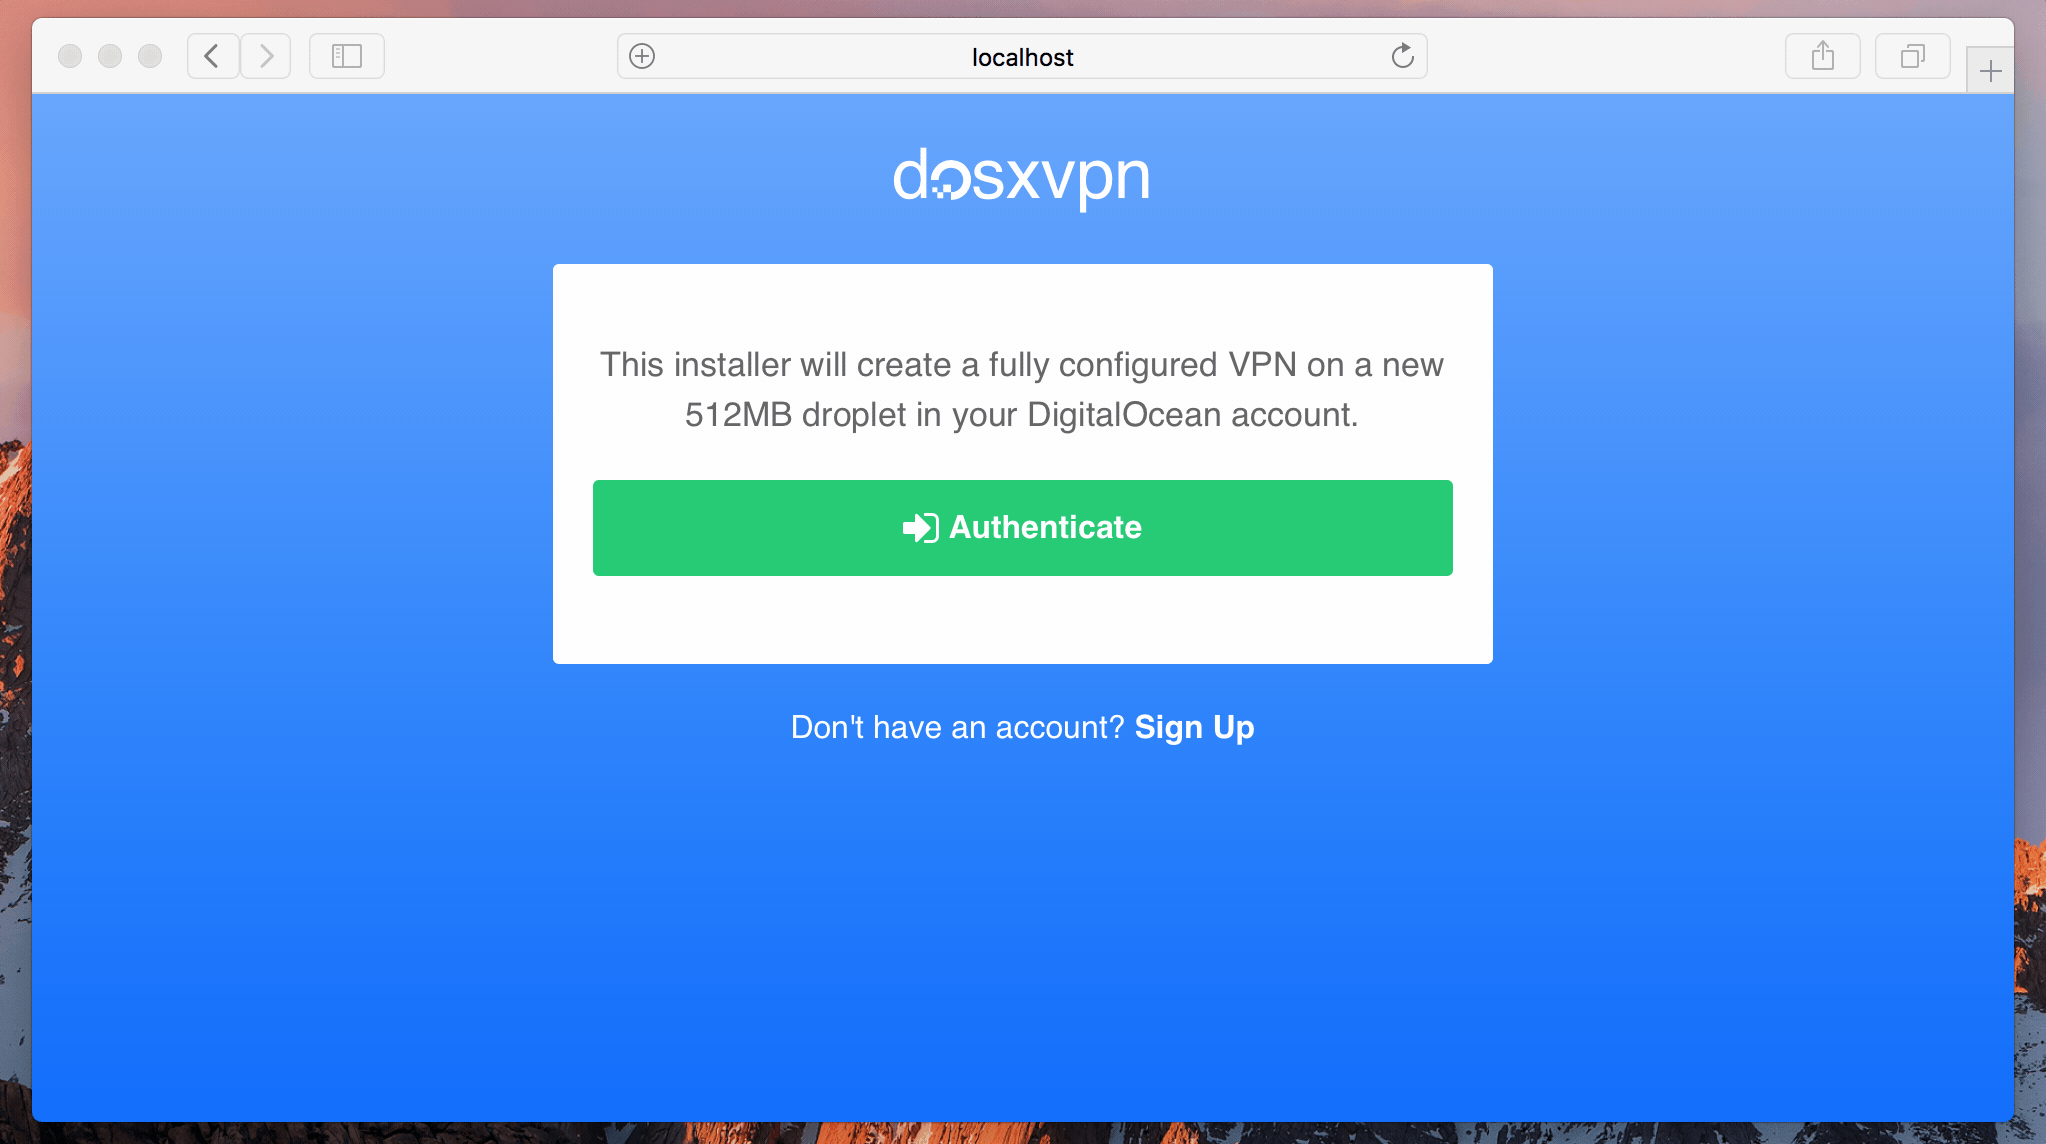 localhost
dosxvpn
This installer will create a fully configured VPN on a new
512MB droplet in your DigitalOcean account.
Authenticate
Don't have an account? Sign Up